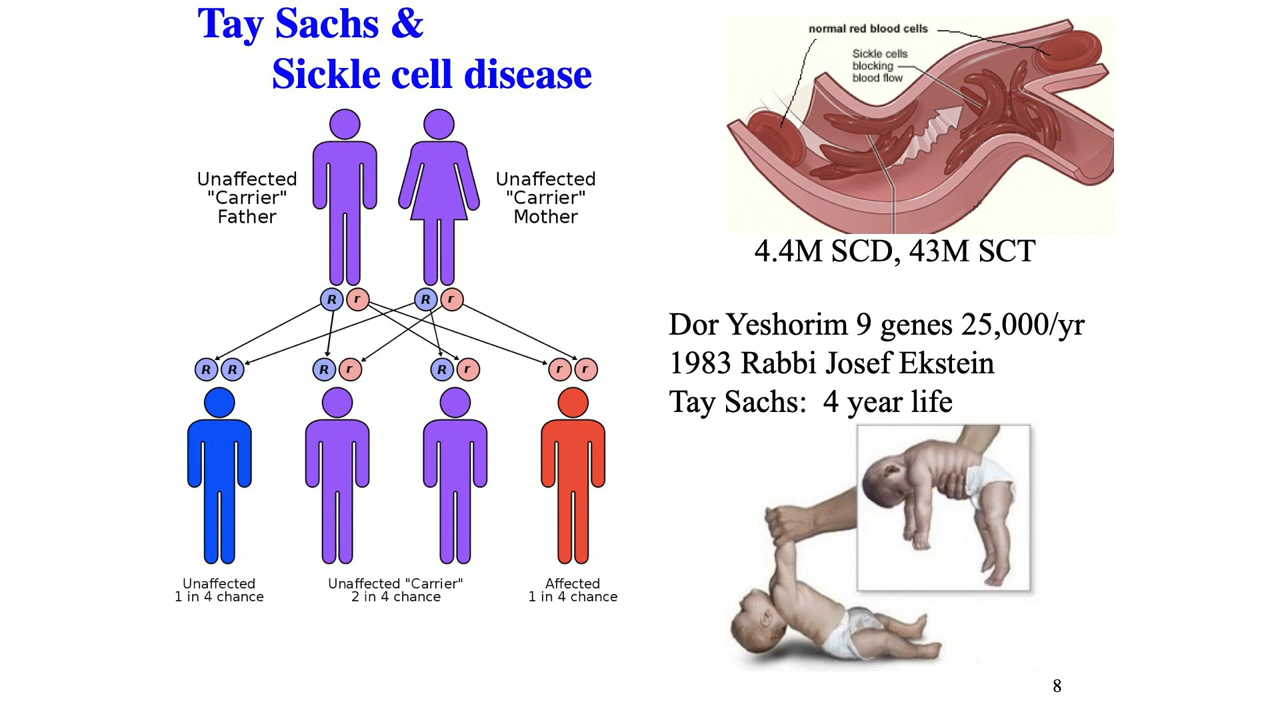 Tay Sachs &
Sickle cell disease
Unaffected
"Carrier"
Father
Unaffected
"Carrier"
Mother
R r R r
R R R r R r r r
Unaffected
1 in 4 chance
Unaffected "Carrier"
2 in 4 chance
Affected
1 in 4 chance
normal red blood cells
Sickle cells
blocking
blood flow
4.4M SCD, 43M SCT
Dor Yeshorim 9 genes 25,000/yr
1983 Rabbi Josef Ekstein
Tay Sachs: 4 year life
8